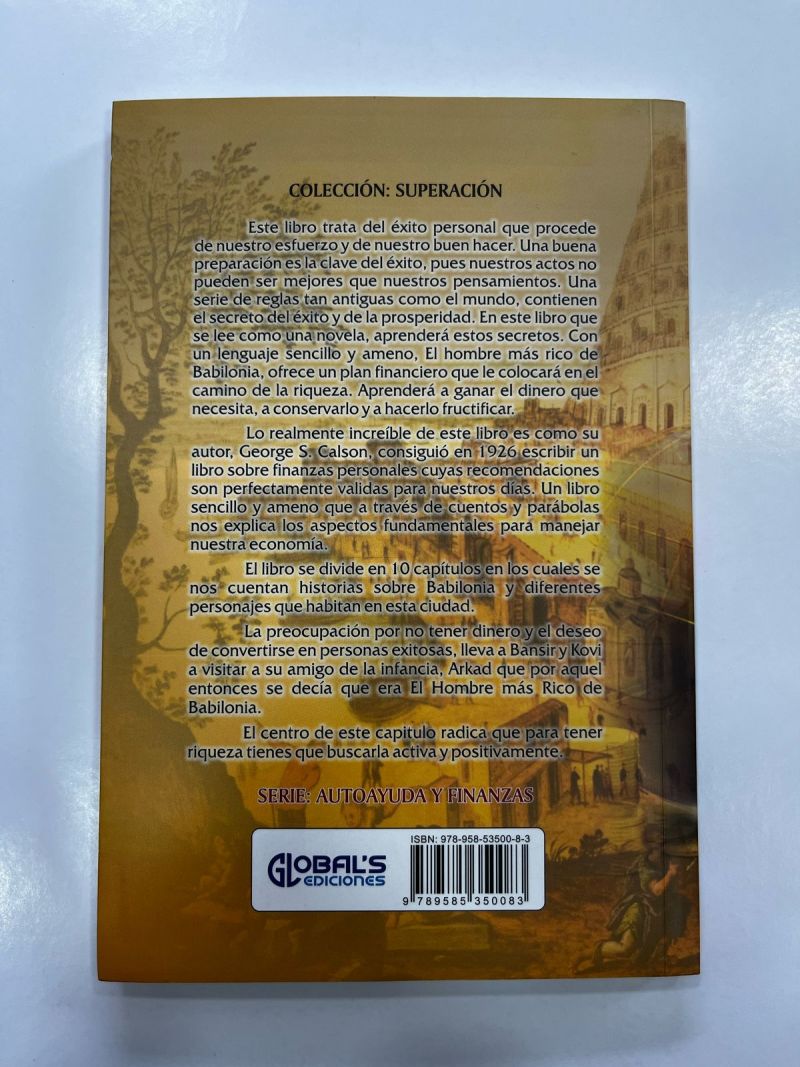 COLECCIÓN: SUPERACIÓN
Este libro trata del éxito personal que procede
de nuestro esfuerzo y de nuestro buen hacer. Una buena
preparación es la clave del éxito, pues nuestros actos no
pueden ser mejores que nuestros pensamientos. Una
serie de reglas tan antiguas como el mundo, contienen
el secreto del éxito y de la prosperidad. En este libro que
se lee como una novela, aprenderá estos secretos. Con
un lenguaje sencillo y ameno, El hombre más rico de
Babilonia, ofrece un plan financiero que le colocará en el
camino de la riqueza. Aprenderá a ganar el dinero que
necesita, a conservarlo y a hacerlo fructificar.
Lo realmente increíble de este libro es como su
autor, George S. Calson, consiguió en 1926 escribir un
libro sobre finanzas personales cuyas recomendaciones
son perfectamente validas para nuestros días. Un libro
sencillo y ameno que a través de cuentos y parábolas
nos explica los aspectos fundamentales para manejar
nuestra economía.
El libro se divide en 10 capítulos en los cuales se
nos cuentan historias sobre Babilonia y diferentes
personajes que habitan en esta ciudad.
La preocupación por no tener dinero y el deseo
de convertirse en personas exitosas, lleva a Bansir y Kovi
a visitar a su amigo de la infancia, Arkad que por aquel
entonces se decía que era El Hombre más Rico de
Babilonia.
El centro de este capitulo radica que para tener
riqueza tienes que buscarla activa y positivamente.
SERIE: AUTOAYUDA Y FINANZAS
GLOBAL'S
EDICIONES
ISBN: 978-958-53500-8-3
9 789585 350083